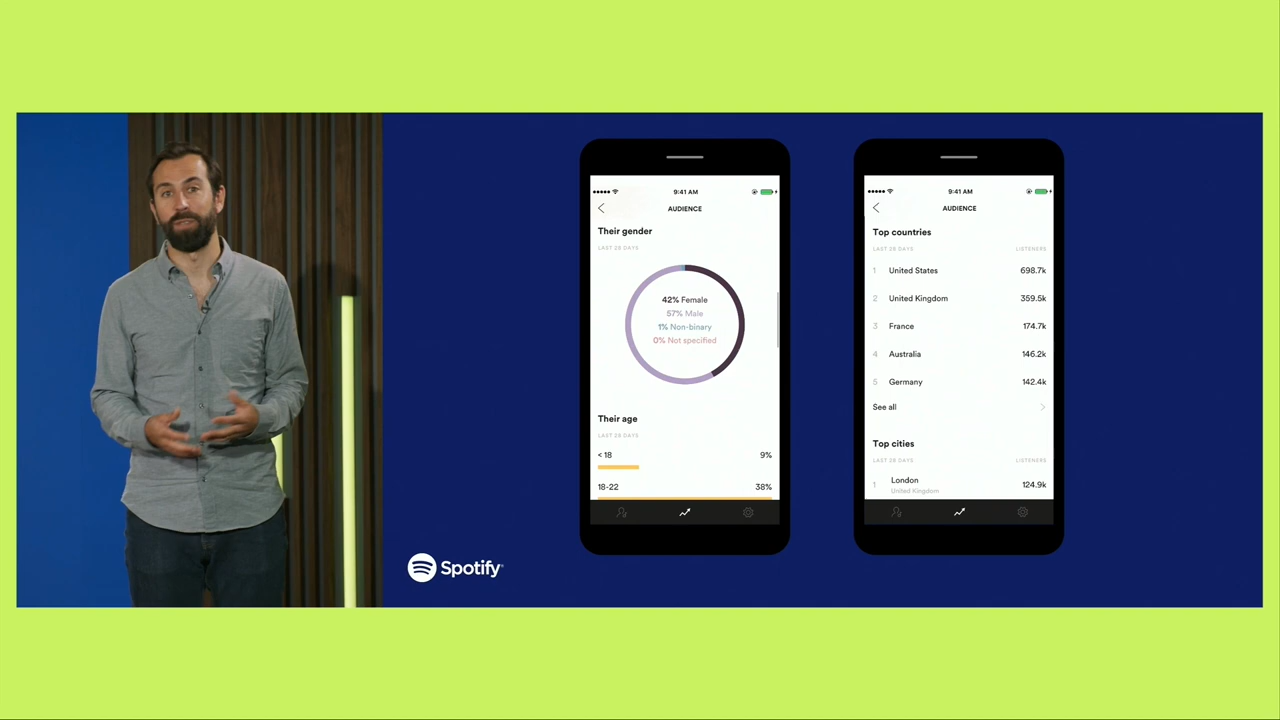 9:41 AM
AUDIENCE
Their gender
LAST 28 DAYS
42% Female
57% Male
1% Non-binary
0% Not specified
Their age
LAST 28 DAYS
< 18 9%
18-22 38%
9:41 AM
AUDIENCE
Top countries
LAST 28 DAYS LISTENERS
1 United States 698.7k
2 United Kingdom 359.5k
3 France 174.7k
4 Australia 146.2k
5 Germany 142.4k
See all
Top cities
LAST 28 DAYS LISTENERS
1 London 124.9k
United Kingdom
Spotify